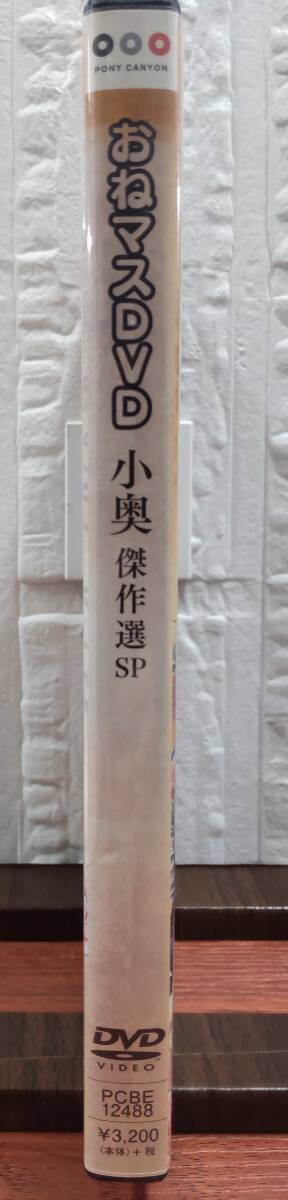 PONY CANYON
おねマスDVD 小奥 傑作選 SP
DVD
VIDEO
PCBE
12488
¥3,200
(本体)+税